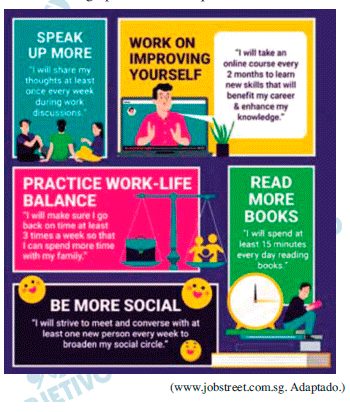 SPEAK
UP MORE
"I will share my
thoughts at least
once every week
during work
discussions."
WORK ON
IMPROVING
YOURSELF
"I will take an
online course every
2 months to learn
new skills that will
benefit my career
& enhance my
knowledge."
PRACTICE WORK-LIFE
BALANCE
"I will make sure I go
back on time at least
3 times a week so that
I can spend more time
with my family."
READ
MORE
BOOKS
"I will spend at
least 15 minutes
every day reading
books."
BE MORE SOCIAL
"I will strive to meet and converse with at
least one new person every week to
broaden my social circle."
(www.jobstreet.com.sg. Adaptado.)
OBJETIVO